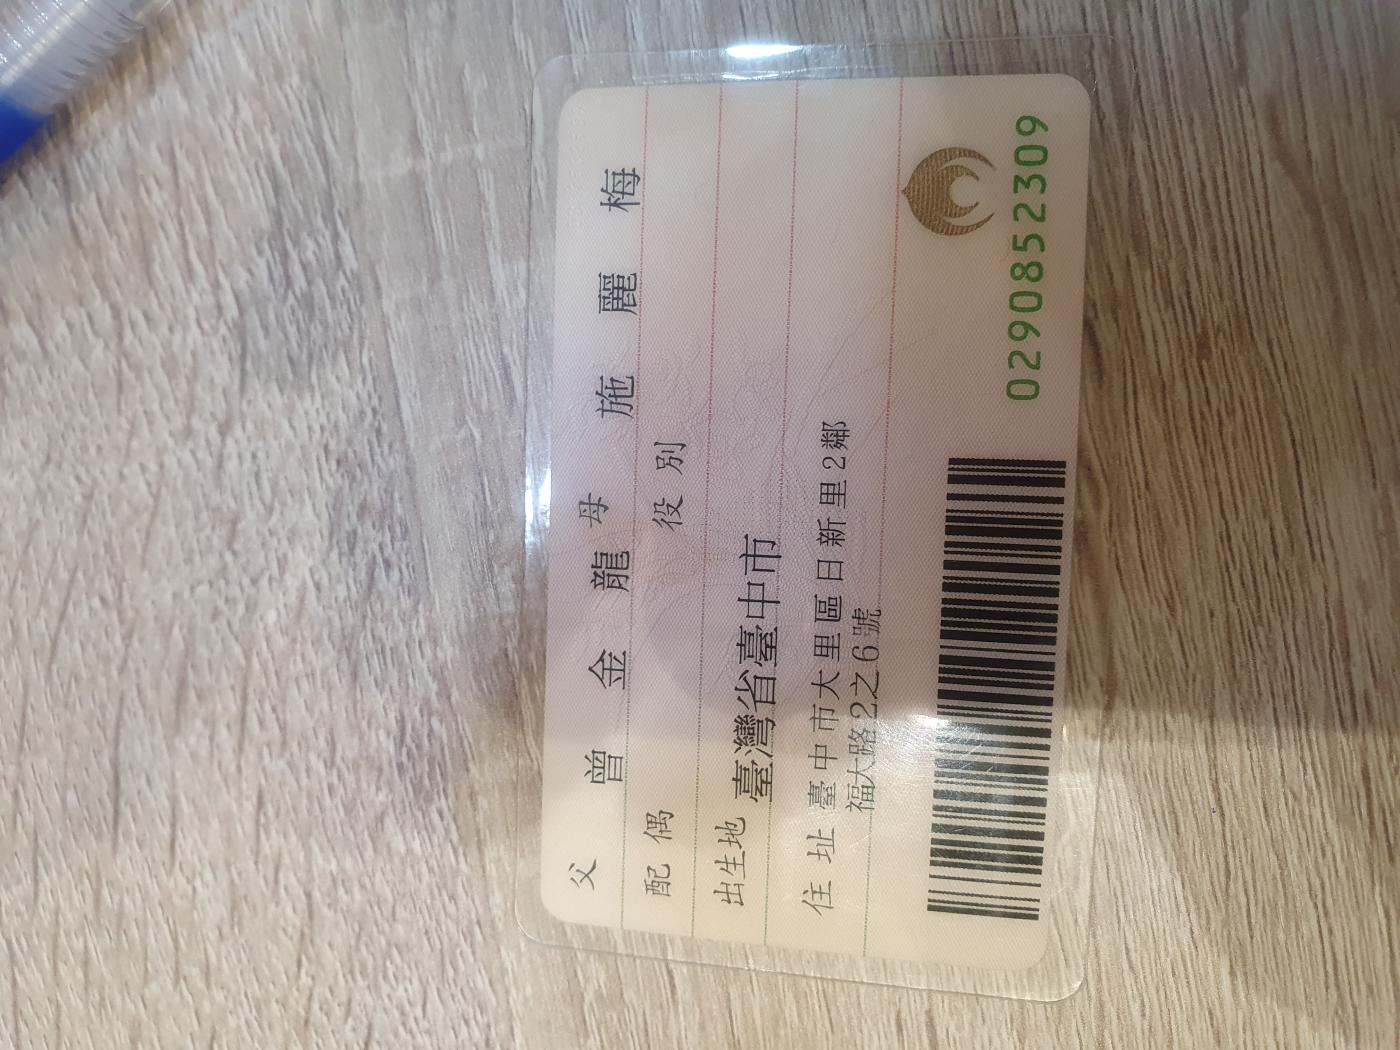 父 曾金龍 母 施麗梅
配偶 役別
出生地 臺灣省臺中市
住址 臺中市大里區日新里2鄰
福大路2之6號
0290852309